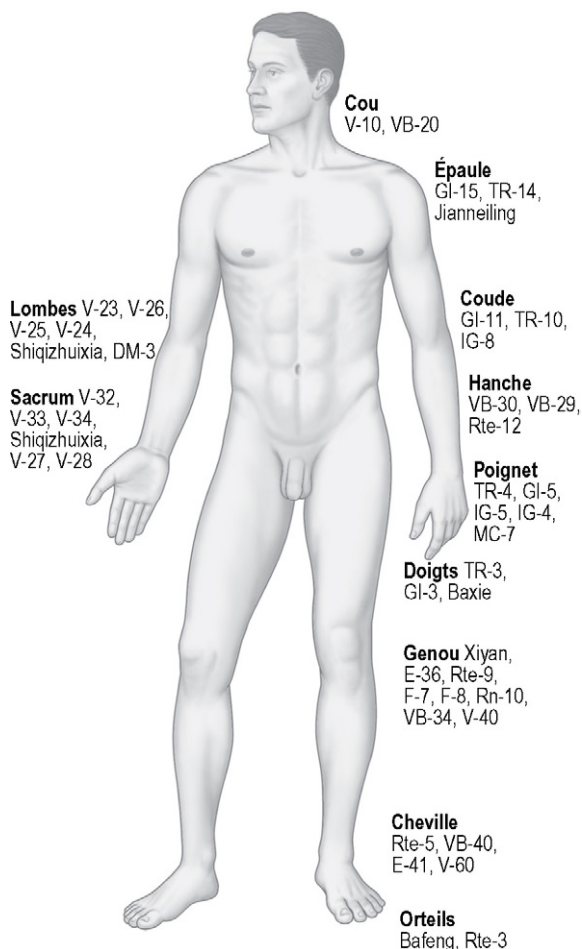 Cou
V-10, VB-20
Épaule
GI-15, TR-14,
Jianneiling
Lombes V-23, V-26,
V-25, V-24,
Shiqizhuixia, DM-3
Coude
GI-11, TR-10,
IG-8
Sacrum V-32,
V-33, V-34,
Shiqizhuixia,
V-27, V-28
Hanche
VB-30, VB-29,
Rte-12
Poignet
TR-4, GI-5,
IG-5, IG-4,
MC-7
Doigts TR-3,
GI-3, Baxie
Genou Xiyan,
E-36, Rte-9,
F-7, F-8, Rn-10,
VB-34, V-40
Cheville
Rte-5, VB-40,
E-41, V-60
Orteils
Bafeng, Rte-3